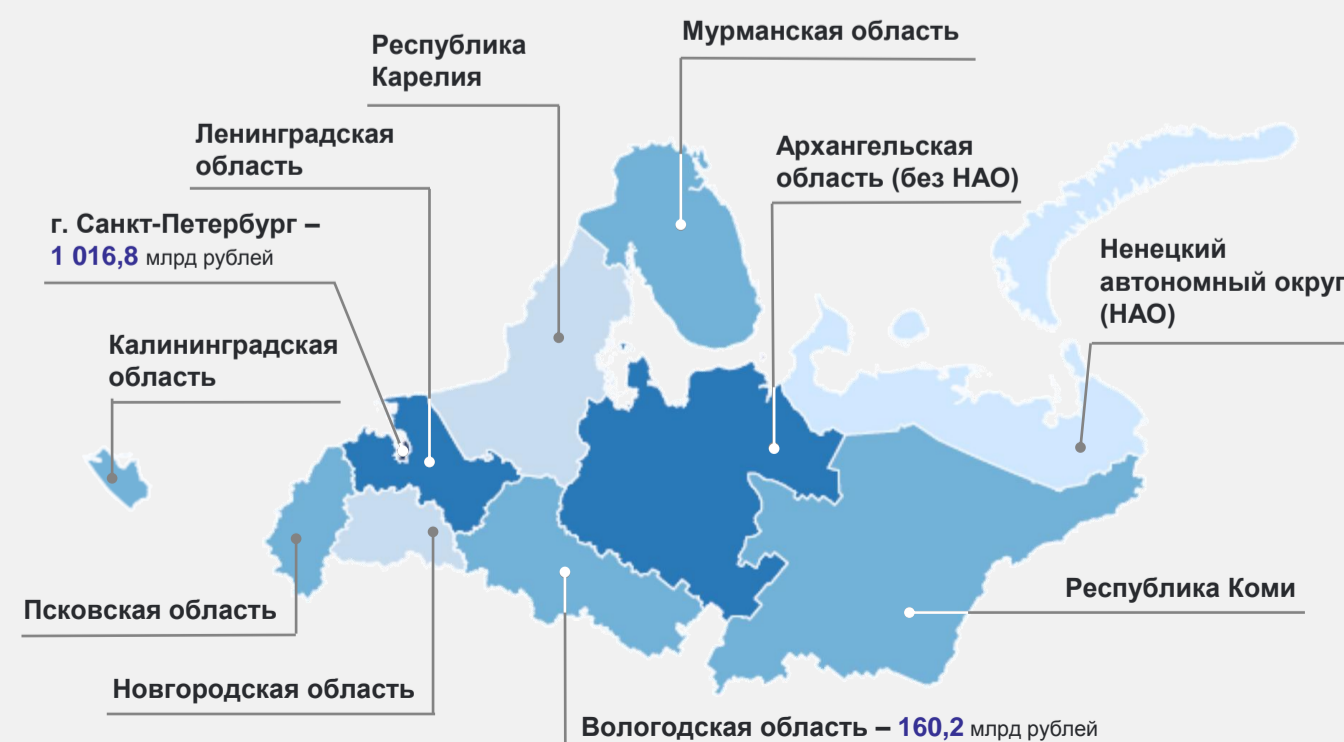 Мурманская область
Республика
Карелия
Ленинградская
область
Архангельская
область (без НАО)
г. Санкт-Петербург –
1 016,8 млрд рублей
Ненецкий
автономный округ
(НАО)
Калининградская
область
Республика Коми
Псковская область
Новгородская область
Вологодская область – 160,2 млрд рублей